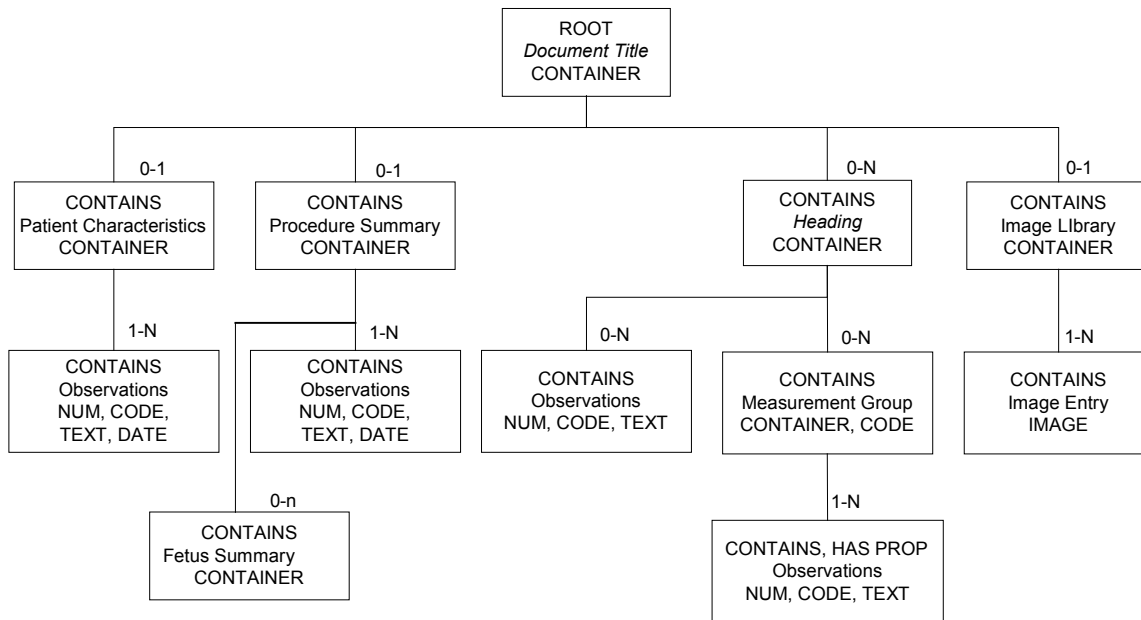 ROOT
Document Title
CONTAINER
0-1
CONTAINS
Patient Characteristics
CONTAINER
0-1
CONTAINS
Procedure Summary
CONTAINER
0-N
CONTAINS
Heading
CONTAINER
0-1
CONTAINS
Image LIbrary
CONTAINER
1-N
CONTAINS
Observations
NUM, CODE,
TEXT, DATE
1-N
CONTAINS
Observations
NUM, CODE,
TEXT, DATE
0-N
CONTAINS
Observations
NUM, CODE, TEXT
0-N
CONTAINS
Measurement Group
CONTAINER, CODE
1-N
CONTAINS
Image Entry
IMAGE
0-n
CONTAINS
Fetus Summary
CONTAINER
1-N
CONTAINS, HAS PROP
Observations
NUM, CODE, TEXT